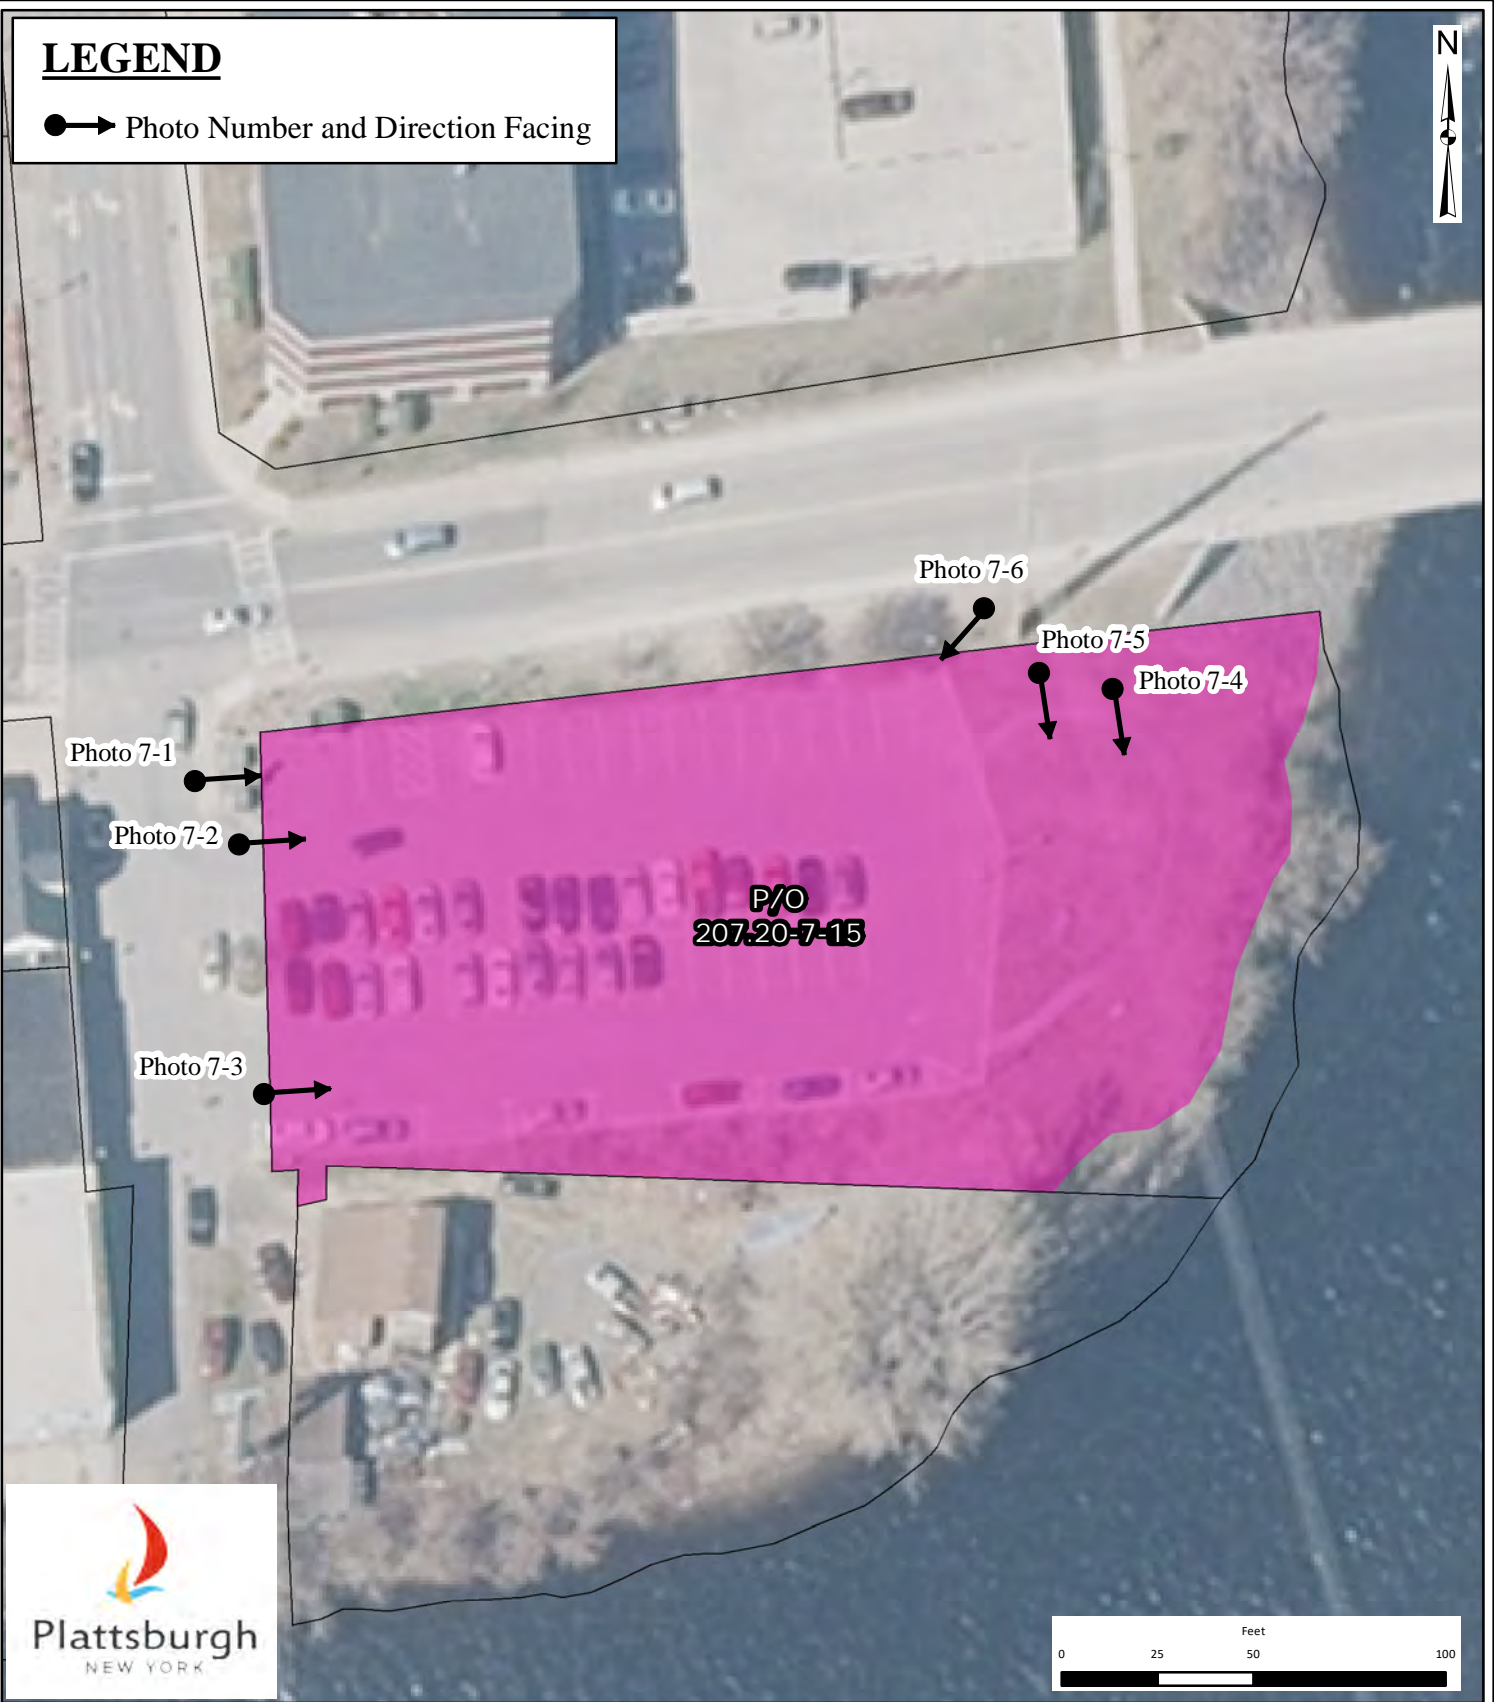 LEGEND
Photo Number and Direction Facing
N
Photo 7-6
Photo 7-5
Photo 7-4
Photo 7-1
Photo 7-2
P/O
207.20-7-15
Photo 7-3
Plattsburgh
NEW YORK
Feet
0 25 50 100